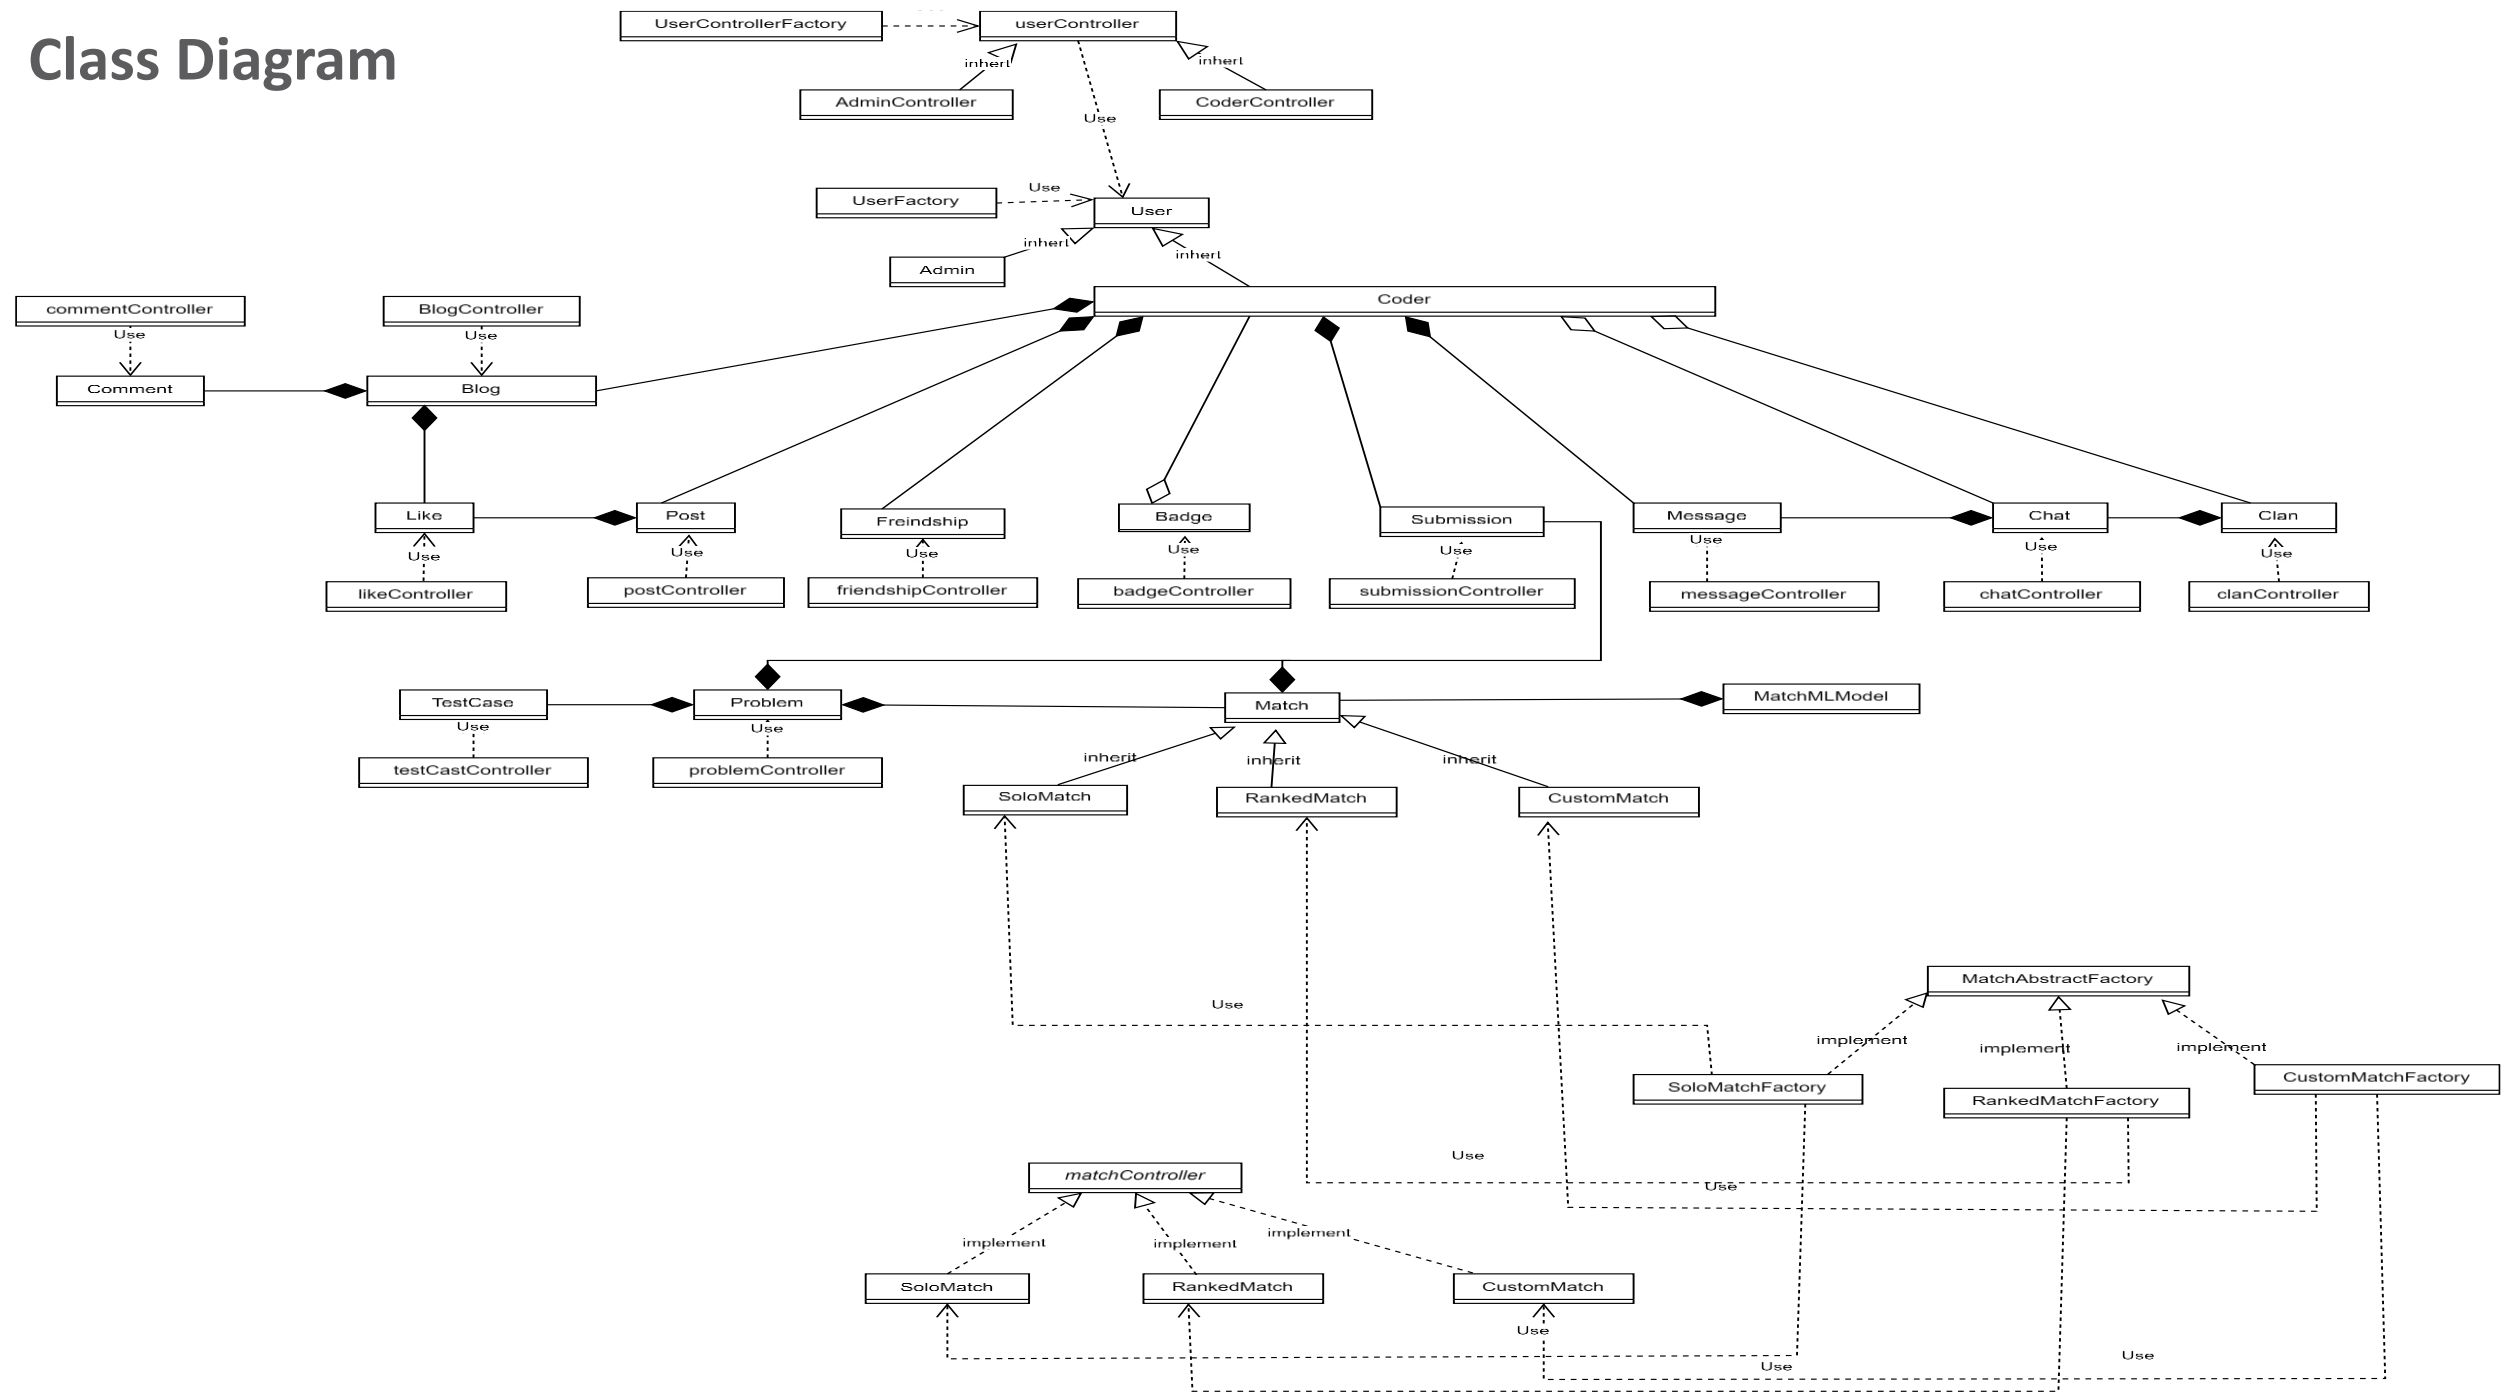 Class Diagram
UserControllerFactory
userController
inhert
inhert
AdminController
CoderController
Use
UserFactory
Use
User
inhert
inhert
Admin
Coder
commentController
BlogController
Use
Use
Comment
Blog
Like
Post
Freindship
Badge
Submission
Message
Chat
Clan
Use
Use
Use
Use
Use
Use
Use
Use
likeController
postController
friendshipController
badgeController
submissionController
messageController
chatController
clanController
TestCase
Problem
Match
MatchMLModel
Use
Use
inherit
inherit
inherit
testCastController
problemController
SoloMatch
RankedMatch
CustomMatch
MatchAbstractFactory
Use
implement
implement
implement
SoloMatchFactory
RankedMatchFactory
CustomMatchFactory
Use
Use
matchController
implement
implement
implement
SoloMatch
RankedMatch
CustomMatch
Use
Use
Use